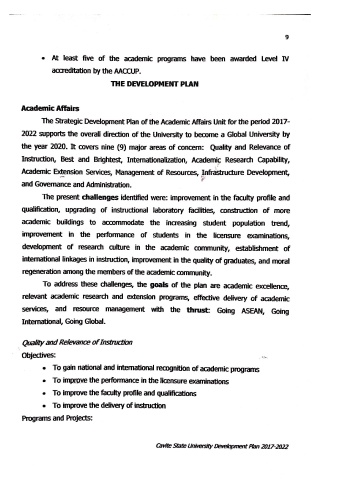 9
• At least five of the academic programs have been awarded Level IV
accreditation by the AACCUP.
THE DEVELOPMENT PLAN
Academic Affairs
The Strategic Development Plan of the Academic Affairs Unit for the period 2017-
2022 supports the overall direction of the University to become a Global University by
the year 2020. It covers nine (9) major areas of concern: Quality and Relevance of
Instruction, Best and Brightest, Internationalization, Academic Research Capability,
Academic Extension Services, Management of Resources, Infrastructure Development,
and Governance and Administration.
The present challenges identified were: improvement in the faculty profile and
qualification, upgrading of instructional laboratory facilities, construction of more
academic buildings to accommodate the increasing student population trend,
improvement in the performance of students in the licensure examinations,
development of research culture in the academic community, establishment of
international linkages in instruction, improvement in the quality of graduates, and moral
regeneration among the members of the academic community.
To address these challenges, the goals of the plan are academic excellence,
relevant academic research and extension programs, effective delivery of academic
services, and resource management with the thrust: Going ASEAN, Going
International, Going Global.
Quality and Relevance of Instruction
Objectives:
• To gain national and international recognition of academic programs
• To improve the performance in the licensure examinations
• To improve the faculty profile and qualifications
• To improve the delivery of instruction
Programs and Projects:
Cavite State University Development Plan 2017-2022